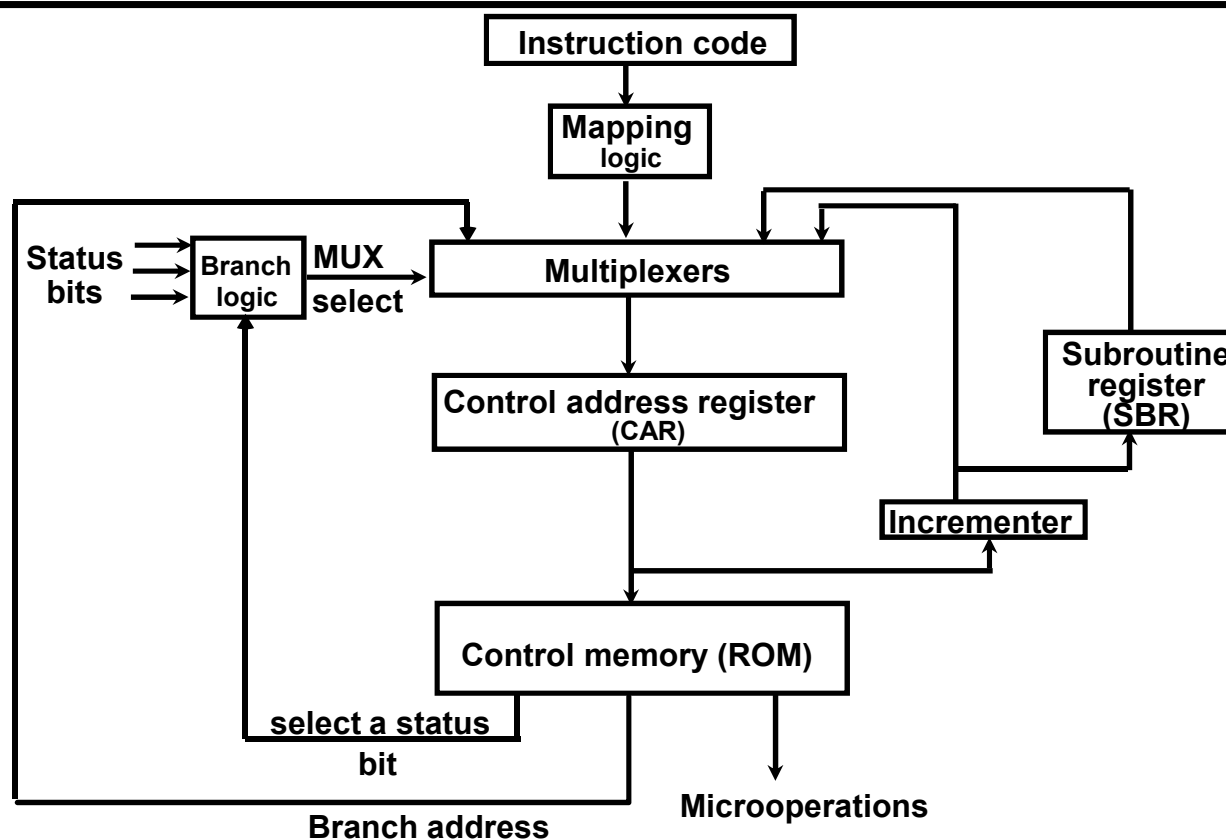 Instruction code
Mapping
logic
Status
bits
Branch
logic
MUX
select
Multiplexers
Subroutine
register
(SBR)
Control address register
(CAR)
Incrementer
Control memory (ROM)
select a status
bit
Microoperations
Branch address